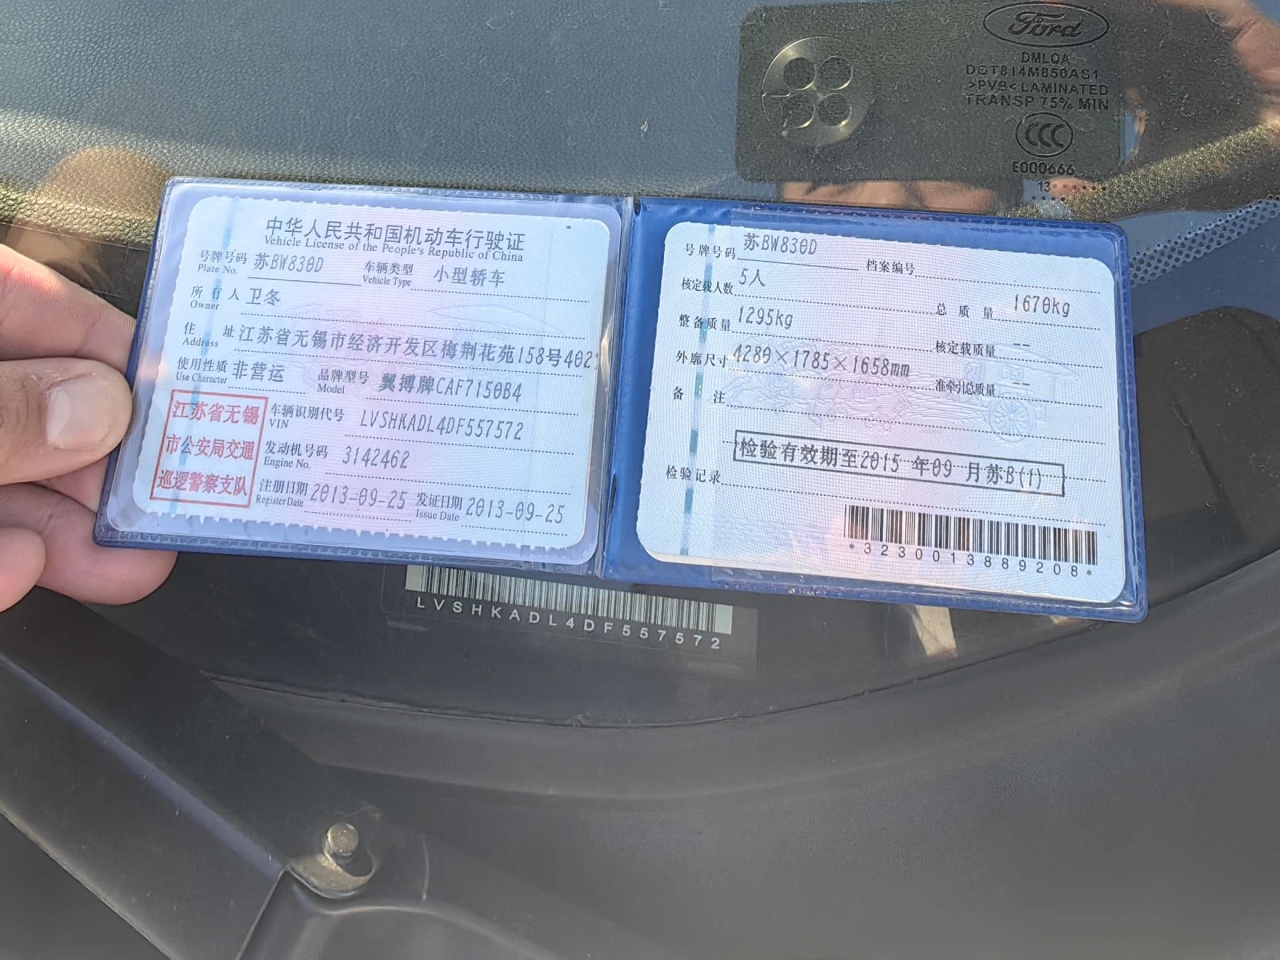 Ford
DMLQA
DOT814M850AS1
>PVB< LAMINATED
TRANSP 75% MIN
CCC
E000666
13
中华人民共和国机动车行驶证
Vehicle License of the People's Republic of China
号牌号码 苏BW830D 车辆类型 小型轿车
Plate No. Vehicle Type
所有人 卫冬
Owner
住址 江苏省无锡市经济开发区梅荆花苑158号402
Address
使用性质 非营运 品牌型号 翼搏牌CAF7150B4
Use Character Model
江苏省无锡
市公安局交通
巡逻警察支队
车辆识别代号 LVSHKADL4DF557572
VIN
发动机号码 3142462
Engine No.
注册日期 2013-09-25 发证日期 2013-09-25
Register Date Issue Date
号牌号码 苏BW830D 档案编号
核定载人数 5人 总质量 1670kg
整备质量 1295kg 核定载质量 --
外廓尺寸 4280×1785×1658mm 准牵引总质量 --
备注
检验有效期至2015 年09 月苏B(1)
检验记录
*3230013889208*
LVSHKADL4DF557572